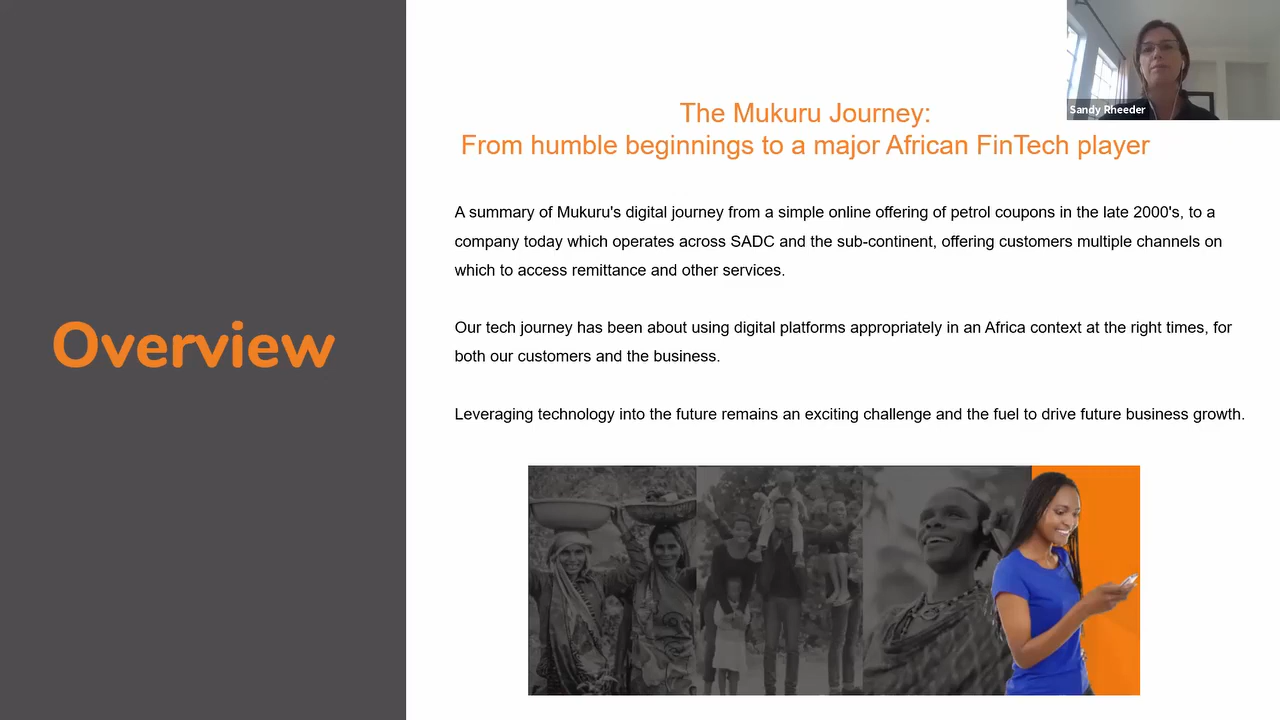 Overview
Sandy Rheeder
The Mukuru Journey:
From humble beginnings to a major African FinTech player
A summary of Mukuru's digital journey from a simple online offering of petrol coupons in the late 2000's, to a
company today which operates across SADC and the sub-continent, offering customers multiple channels on
which to access remittance and other services.
Our tech journey has been about using digital platforms appropriately in an Africa context at the right times, for
both our customers and the business.
Leveraging technology into the future remains an exciting challenge and the fuel to drive future business growth.